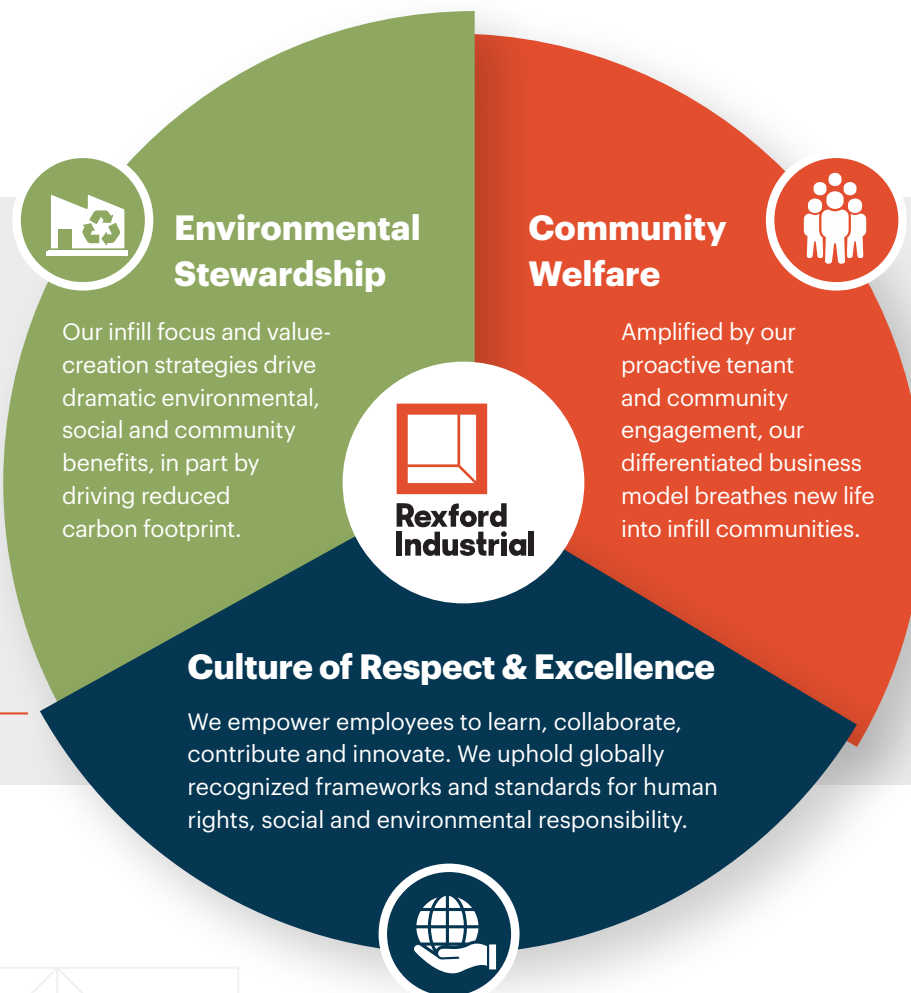 Environmental
Stewardship
Our infill focus and value-
creation strategies drive
dramatic environmental,
social and community
benefits, in part by
driving reduced
carbon footprint.
Community
Welfare
Amplified by our
proactive tenant
and community
engagement, our
differentiated business
model breathes new life
into infill communities.
Rexford
Industrial
Culture of Respect & Excellence
We empower employees to learn, collaborate,
contribute and innovate. We uphold globally
recognized frameworks and standards for human
rights, social and environmental responsibility.